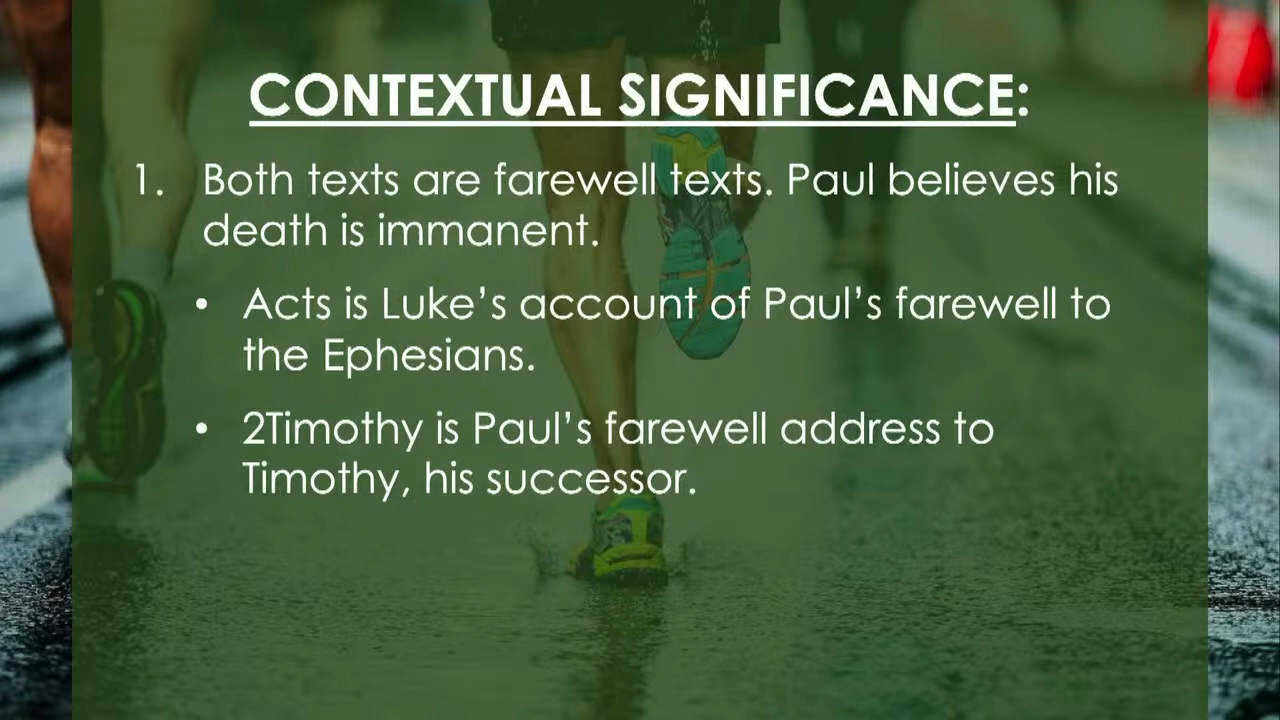 CONTEXTUAL SIGNIFICANCE:
1. Both texts are farewell texts. Paul believes his
death is immanent.
• Acts is Luke’s account of Paul’s farewell to
the Ephesians.
• 2Timothy is Paul’s farewell address to
Timothy, his successor.